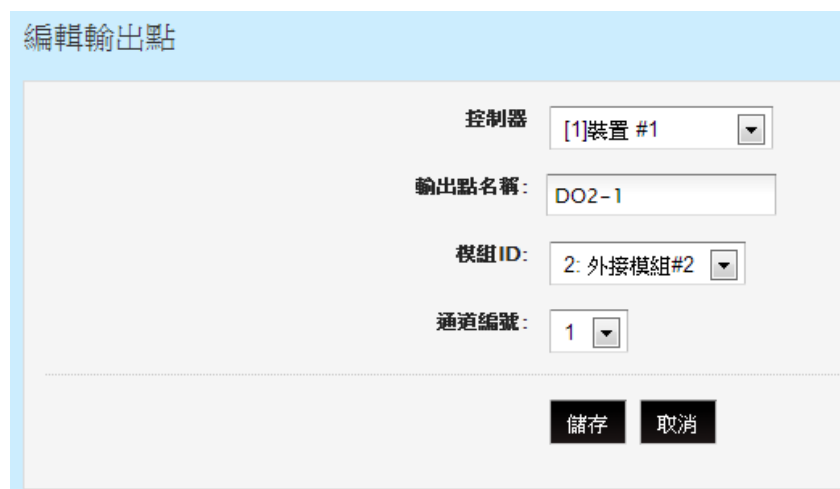 編輯輸出點
控制器 [1]裝置 #1
輸出點名稱: DO2-1
模組ID: 2: 外接模組#2
通道編號: 1
儲存 取消